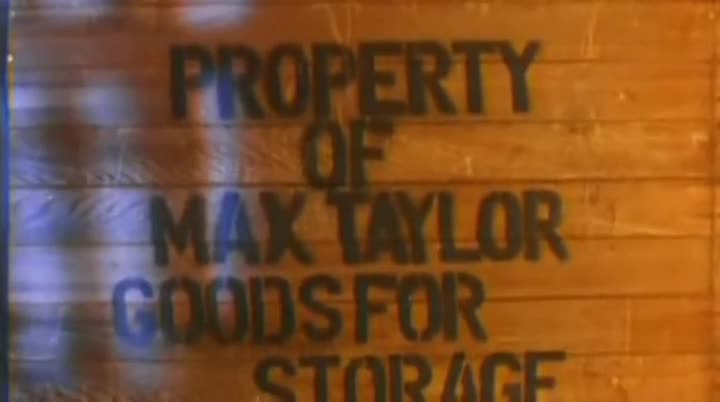 PROPERTY
OF
MAX TAYLOR
GOODS FOR
STORAGE